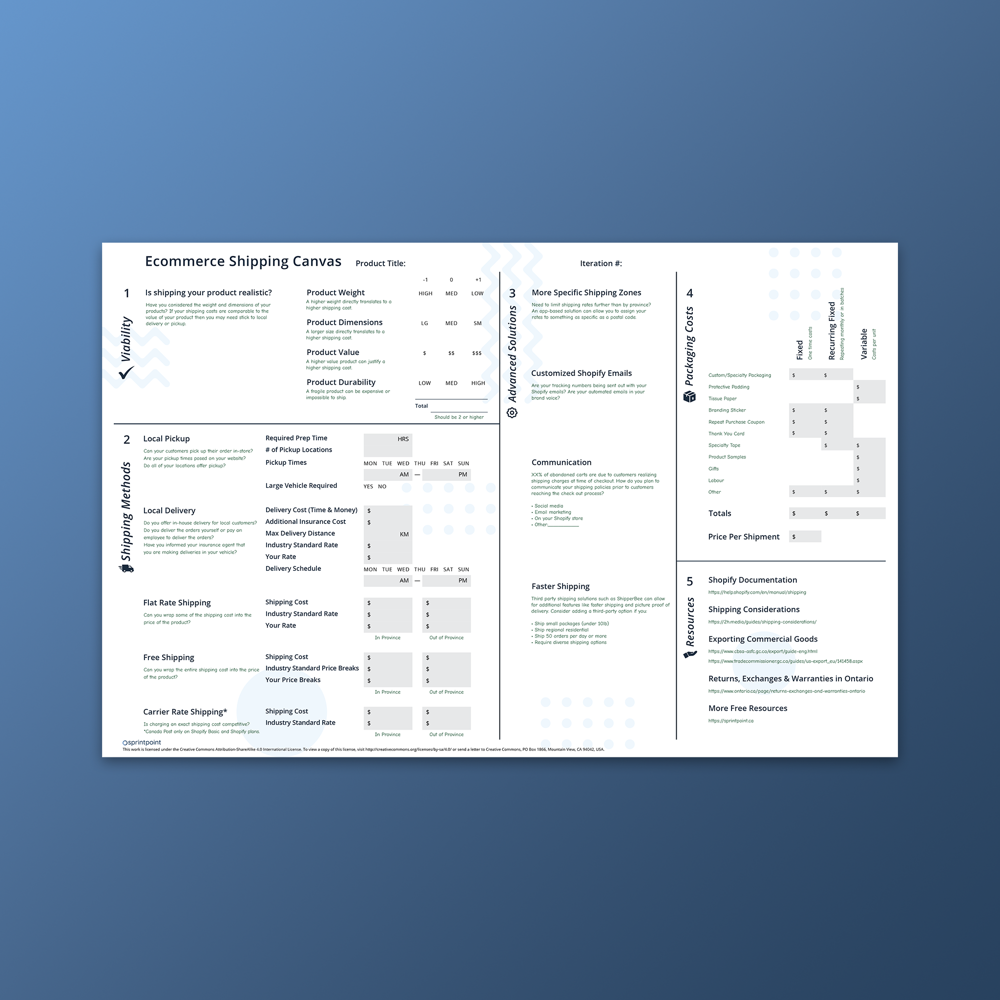 Ecommerce Shipping Canvas
Product Title:
Iteration #:
1
Viability
Is shipping your product realistic?
Have you conisdered the weight and dimensions of your
products? If your shipping costs are comparable to the
value of your product then you may need stick to local
delivery or pickup.
-1 0 +1
Product Weight
HIGH MED LOW
A higher weight directly translates to a
higher shipping cost.
Product Dimensions
LG MED SM
A larger size directly translates to a
higher shipping cost.
Product Value
$ $$ $$$
A higher value product can justify a
higher shipping cost.
Product Durability
LOW MED HIGH
A fragile product can be expensive or
impossible to ship.
Total
Should be 2 or higher
2
Shipping Methods
Local Pickup
Can your customers pick up their order in-store?
Are your pickup times posed on your website?
Do all of your locations offer pickup?
Required Prep Time HRS
# of Pickup Locations
Pickup Times MON TUE WED THU FRI SAT SUN
AM — PM
Large Vehicle Required YES NO
Local Delivery
Do you offer in-house delivery for local customers?
Do you deliver the orders yourself or pay an
employee to deliver the orders?
Have you informed your insurance agent that
you are making deliveries in your vehicle?
Delivery Cost (Time & Money) $
Additional Insurance Cost $
Max Delivery Distance KM
Industry Standard Rate $
Your Rate $
Delivery Schedule MON TUE WED THU FRI SAT SUN
AM — PM
Flat Rate Shipping
Can you wrap some of the shipping cost into the
price of the product?
Shipping Cost $ $
Industry Standard Rate $ $
Your Rate $ $
In Province Out of Province
Free Shipping
Can you wrap the entire shipping cost into the price
of the product?
Shipping Cost $ $
Industry Standard Price Breaks $ $
Your Price Breaks $ $
In Province Out of Province
Carrier Rate Shipping*
Is charging an exact shipping cost competitive?
*Canada Post only on Shopify Basic and Shopify plans.
Shipping Cost $ $
Industry Standard Rate $ $
In Province Out of Province
3
Advanced Solutions
More Specific Shipping Zones
Need to limit shipping rates further than by province?
An app-based solution can allow you to assign your
rates to something as specific as a postal code.
Customized Shopify Emails
Are your tracking numbers being sent out with your
Shopify emails? Are your automated emails in your
brand voice?
Communication
XX% of abandoned carts are due to customers realizing
shipping charges at time of checkout. How do you plan to
communicate your shipping policies prior to customers
reaching the check out process?
• Social media
• Email marketing
• On your Shopify store
• Other:____________
Faster Shipping
Third party shipping solutions such as ShipperBee can allow
for additional features like faster shipping and picture proof of
delivery. Consider adding a third-party option if you:
• Ship small packages (under 10lb)
• Ship regional residential
• Ship 50 orders per day or more
• Require diverse shipping options
4
Packaging Costs
Fixed
One time costs
Recurring Fixed
Repeating monthly or in batches
Variable
Costs per unit
Custom/Specialty Packaging $ $
Protective Padding $
Tissue Paper $
Branding Sticker $ $
Repeat Purchase Coupon $ $
Thank You Card $ $
Specialty Tape $ $
Product Samples $
Gifts $
Labour $
Other $ $ $
Totals $ $ $
Price Per Shipment $
5
Resources
Shopify Documentation
https://help.shopify.com/en/manual/shipping
Shipping Considerations
https://2h.media/guides/shipping-considerations/
Exporting Commercial Goods
https://www.cbsa-asfc.gc.ca/export/guide-eng.html
https://www.tradecommissioner.gc.ca/guides/us-export_eu/141458.aspx
Returns, Exchanges & Warranties in Ontario
https://www.ontario.ca/page/returns-exchanges-and-warranties-ontario
More Free Resources
https://sprintpoint.ca
sprintpoint
This work is licensed under the Creative Commons Attribution-ShareAlike 4.0 International License. To view a copy of this license, visit http://creativecommons.org/licenses/by-sa/4.0/ or send a letter to Creative Commons, PO Box 1866, Mountain View, CA 94042, USA.